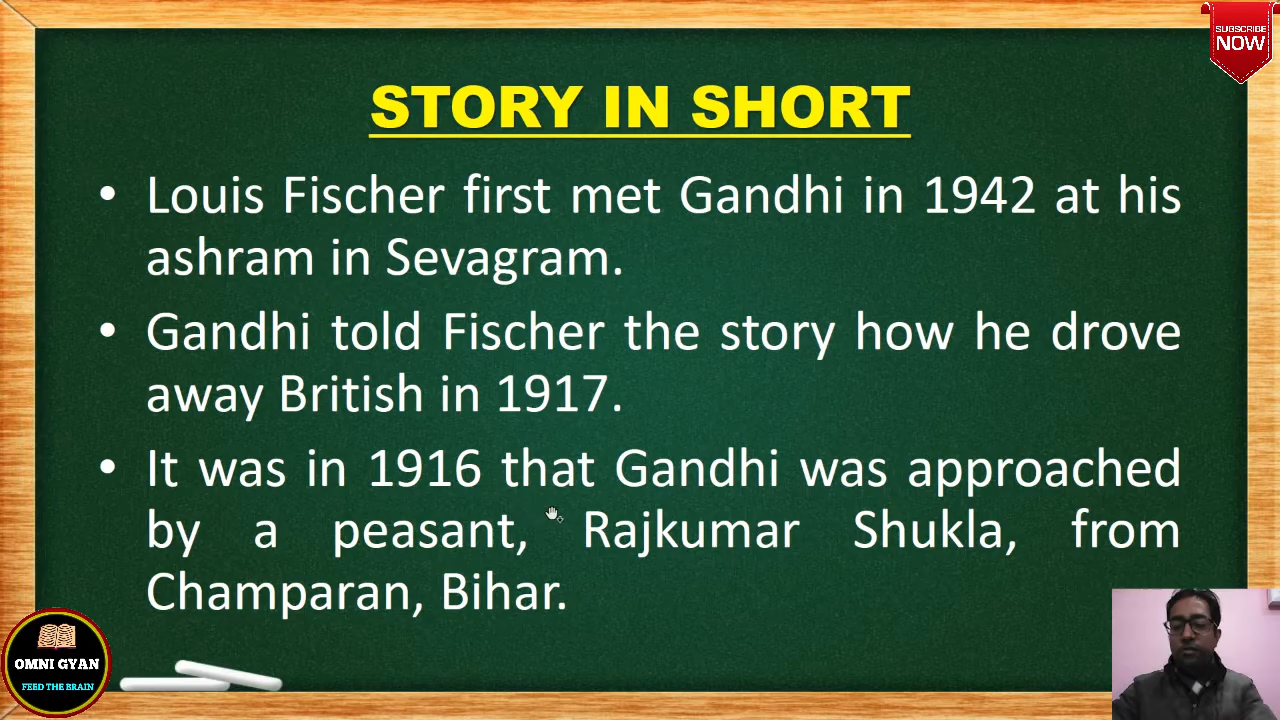 SUBSCRIBE
NOW
STORY IN SHORT
• Louis Fischer first met Gandhi in 1942 at his
ashram in Sevagram.
• Gandhi told Fischer the story how he drove
away British in 1917.
• It was in 1916 that Gandhi was approached
by a peasant, Rajkumar Shukla, from
Champaran, Bihar.
OMNI GYAN
FEED THE BRAIN